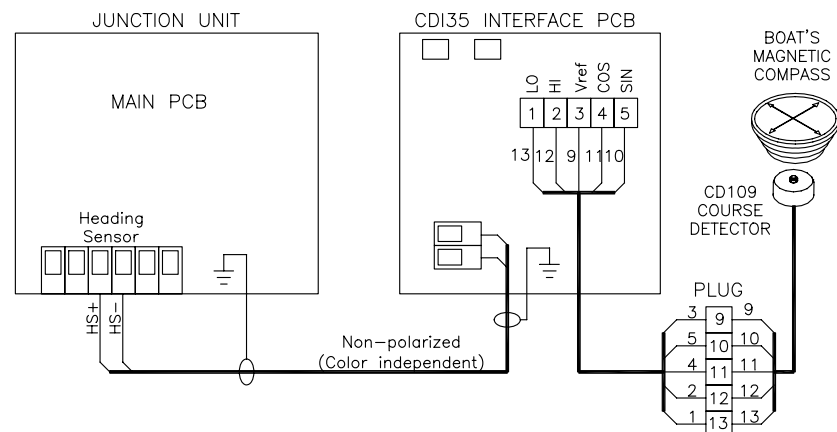 JUNCTION UNIT
MAIN PCB
Heading
Sensor
HS+
HS-
CDI35 INTERFACE PCB
LO
HI
Vref
COS
SIN
1 2 3 4 5
13 12 9 11 10
Non-polarized
(Color independent)
BOAT'S
MAGNETIC
COMPASS
CD109
COURSE
DETECTOR
PLUG
3 9 9
5 10 10
4 11 11
2 12 12
1 13 13